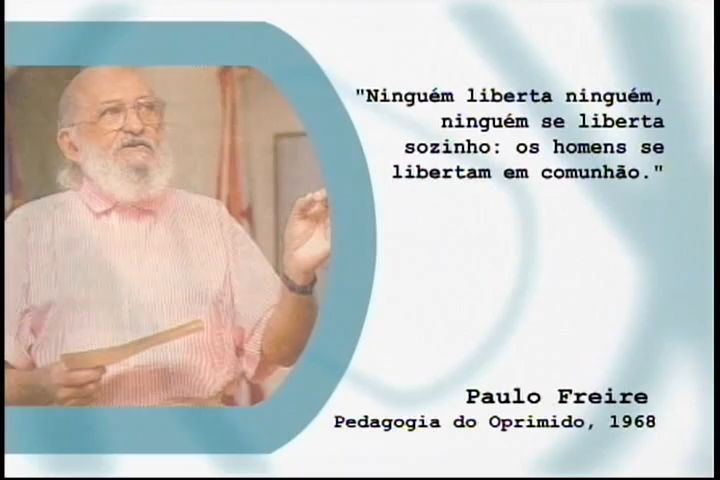 "Ninguém liberta ninguém,
ninguém se liberta
sozinho: os homens se
libertam em comunhão."
Paulo Freire
Pedagogia do Oprimido, 1968